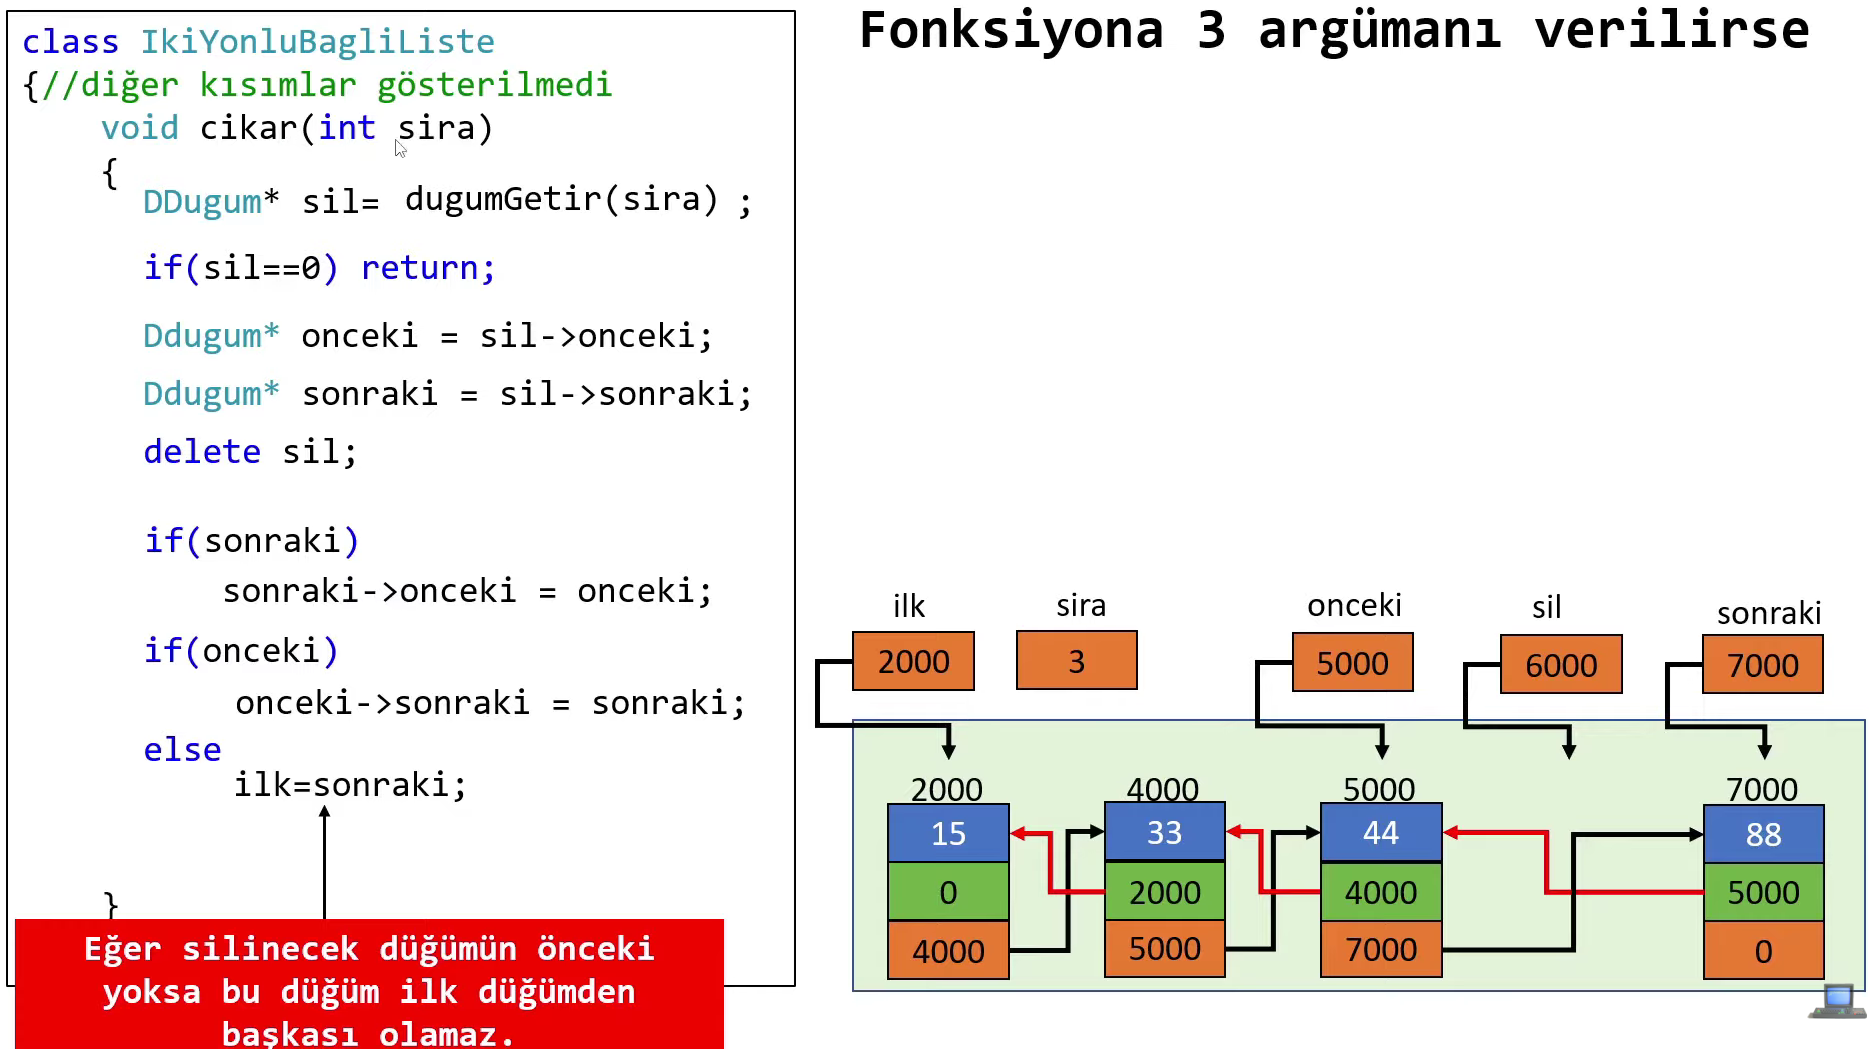 class IkiYonluBagliListe
{//diğer kısımlar gösterilmedi
void cikar(int sira)
{
DDugum* sil= dugumGetir(sira) ;
if(sil==0) return;
Ddugum* onceki = sil->onceki;
Ddugum* sonraki = sil->sonraki;
delete sil;
if(sonraki)
sonraki->onceki = onceki;
if(onceki)
onceki->sonraki = sonraki;
else
ilk=sonraki;
}
Eğer silinecek düğümün önceki
yoksa bu düğüm ilk düğümden
başkası olamaz.
Fonksiyona 3 argümanı verilirse
ilk sira onceki sil sonraki
2000 3 5000 6000 7000
2000 4000 5000 7000
15 33 44 88
0 2000 4000 5000
4000 5000 7000 0